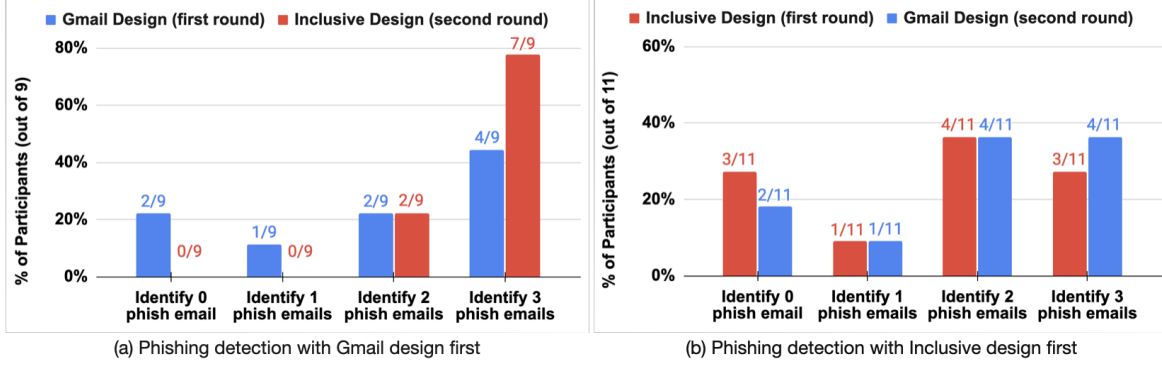 Gmail Design (first round) Inclusive Design (second round)
% of Participants (out of 9)
80%
60%
40%
20%
0%
2/9
0/9
1/9
0/9
2/9 2/9
4/9
7/9
Identify 0
phish email
Identify 1
phish emails
Identify 2
phish emails
Identify 3
phish emails
(a) Phishing detection with Gmail design first
Inclusive Design (first round) Gmail Design (second round)
% of Participants (out of 11)
60%
40%
20%
0%
3/11
2/11
1/11 1/11
4/11 4/11
3/11
4/11
Identify 0
phish email
Identify 1
phish emails
Identify 2
phish emails
Identify 3
phish emails
(b) Phishing detection with Inclusive design first